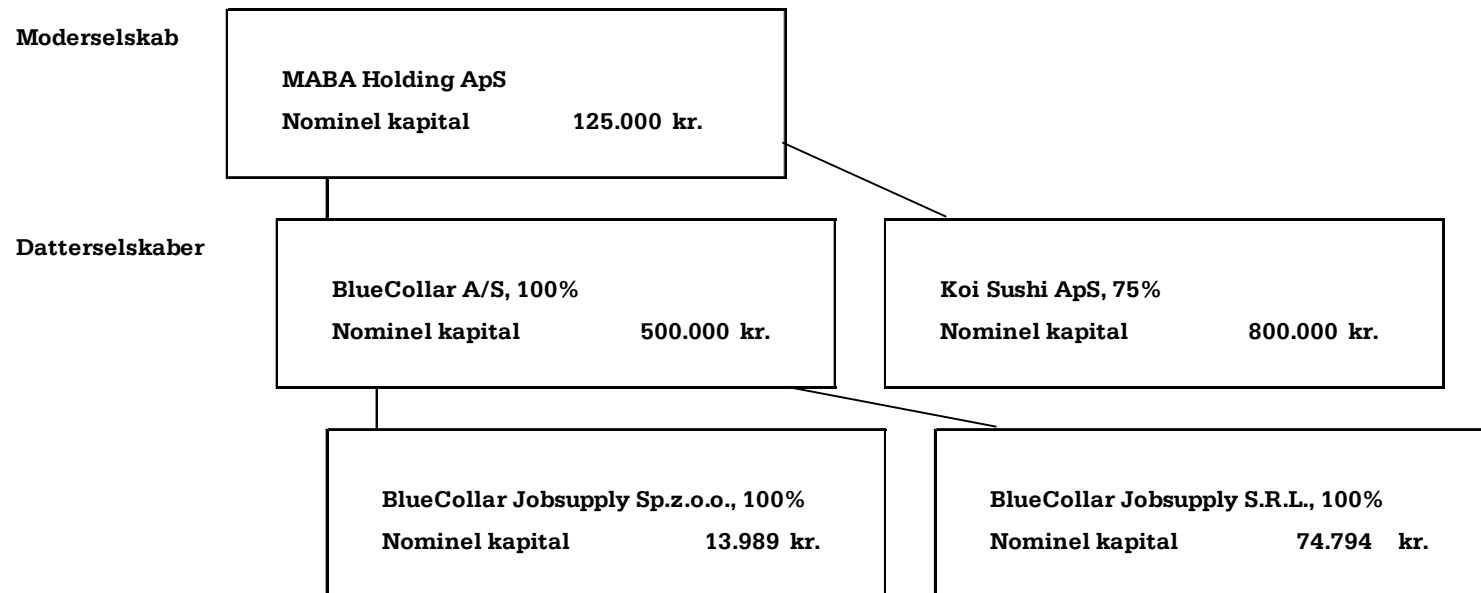 Moderselskab
MABA Holding ApS
Nominel kapital 125.000 kr.
Datterselskaber
BlueCollar A/S, 100%
Nominel kapital 500.000 kr.
Koi Sushi ApS, 75%
Nominel kapital 800.000 kr.
BlueCollar Jobsupply Sp.z.o.o., 100%
Nominel kapital 13.989 kr.
BlueCollar Jobsupply S.R.L., 100%
Nominel kapital 74.794 kr.